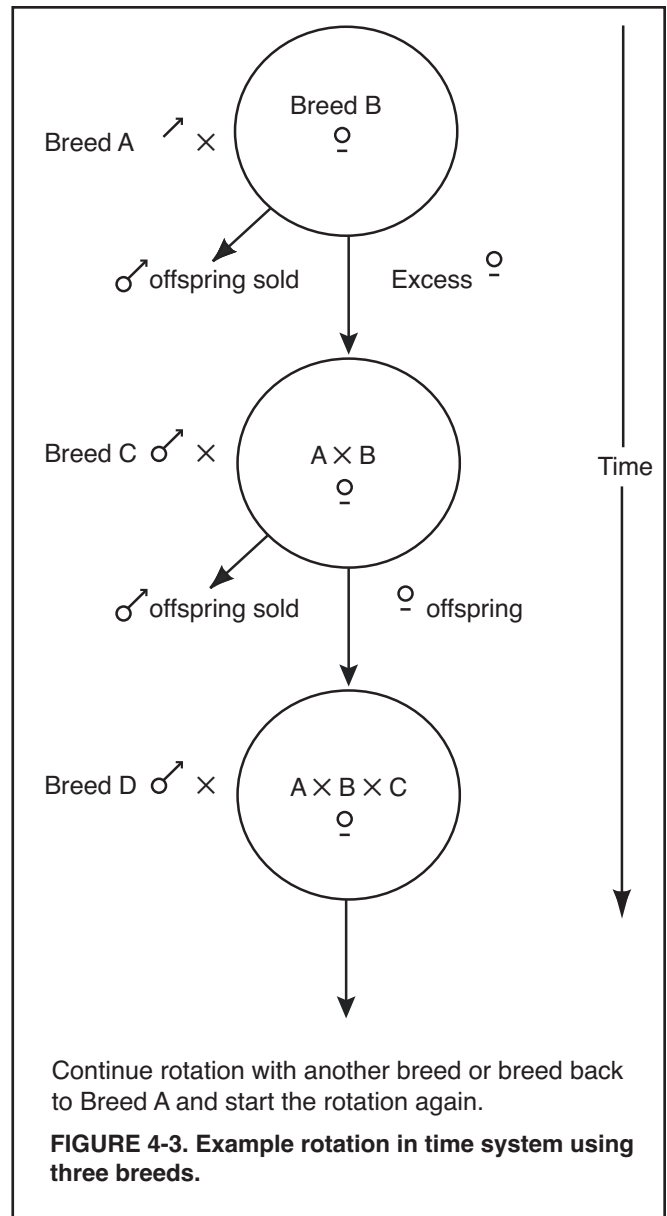 Breed B
♀
Breed A ↗ ×
♂ offspring sold
Excess ♀
Breed C ♂ ×
A × B
♀
Time
♂ offspring sold
♀ offspring
Breed D ♂ ×
A × B × C
♀
Continue rotation with another breed or breed back
to Breed A and start the rotation again.
FIGURE 4-3. Example rotation in time system using
three breeds.